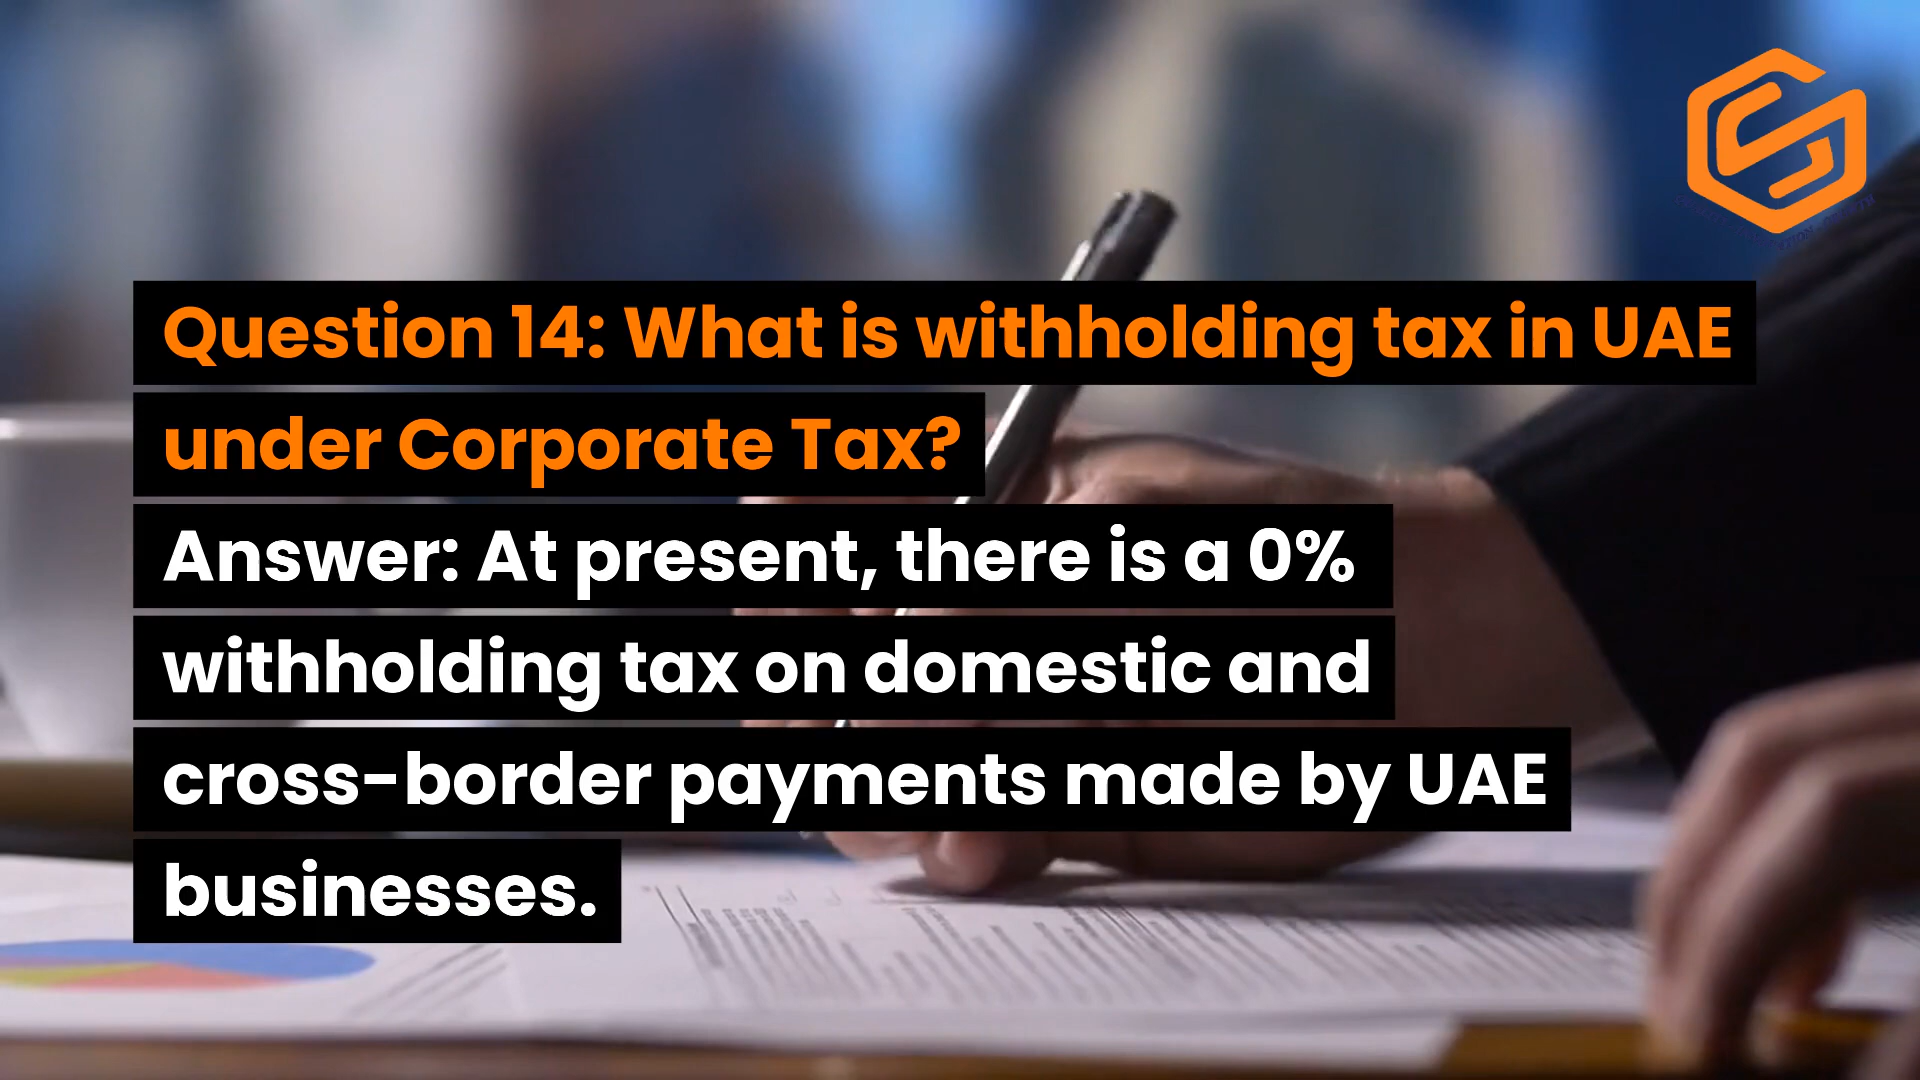 Question 14: What is withholding tax in UAE
under Corporate Tax?
Answer: At present, there is a 0%
withholding tax on domestic and
cross-border payments made by UAE
businesses.